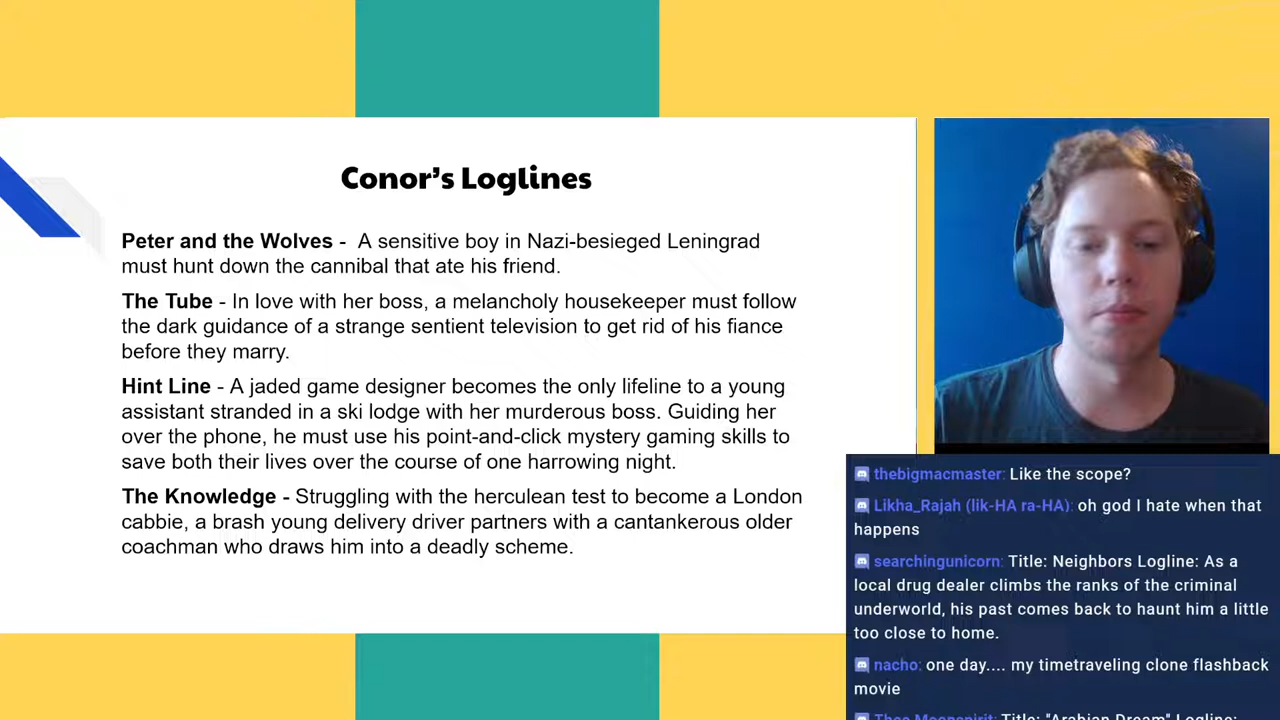 Conor's Loglines
Peter and the Wolves -  A sensitive boy in Nazi-besieged Leningrad
must hunt down the cannibal that ate his friend.
The Tube - In love with her boss, a melancholy housekeeper must follow
the dark guidance of a strange sentient television to get rid of his fiance
before they marry.
Hint Line - A jaded game designer becomes the only lifeline to a young
assistant stranded in a ski lodge with her murderous boss. Guiding her
over the phone, he must use his point-and-click mystery gaming skills to
save both their lives over the course of one harrowing night.
The Knowledge - Struggling with the herculean test to become a London
cabbie, a brash young delivery driver partners with a cantankerous older
coachman who draws him into a deadly scheme.
thebigmacmaster: Like the scope?
Likha_Rajah (lik-HA ra-HA): oh god I hate when that
happens
searchingunicorn: Title: Neighbors Logline: As a
local drug dealer climbs the ranks of the criminal
underworld, his past comes back to haunt him a little
too close to home.
nacho: one day.... my timetraveling clone flashback
movie
Title: "Arabian Dream" Logline: